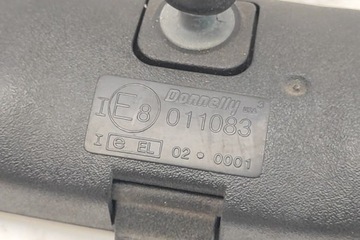 Donnelly
I E8 011083
I e EL 02 * 0001